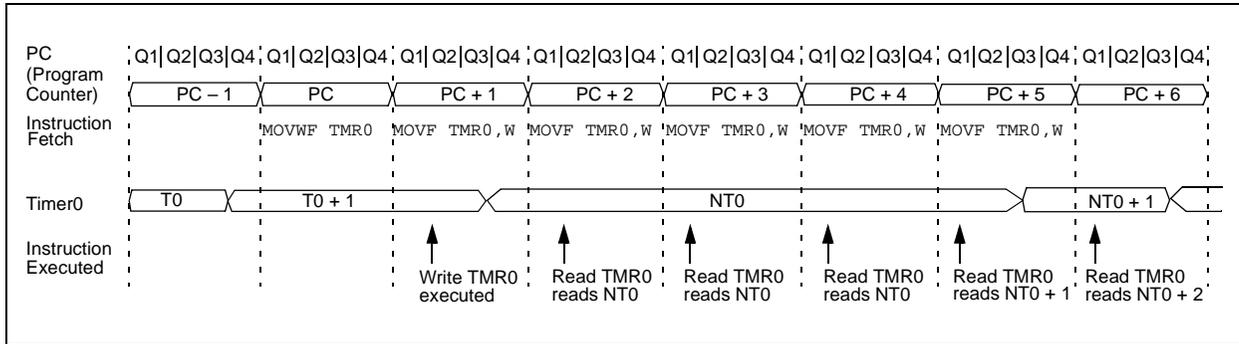 PC
(Program
Counter)
Q1|Q2|Q3|Q4 Q1|Q2|Q3|Q4 Q1|Q2|Q3|Q4 Q1|Q2|Q3|Q4 Q1|Q2|Q3|Q4 Q1|Q2|Q3|Q4 Q1|Q2|Q3|Q4 Q1|Q2|Q3|Q4
PC – 1 PC PC + 1 PC + 2 PC + 3 PC + 4 PC + 5 PC + 6
Instruction
Fetch
MOVWF TMR0 MOVF TMR0,W MOVF TMR0,W MOVF TMR0,W MOVF TMR0,W MOVF TMR0,W
Timer0
T0 T0 + 1 NT0 NT0 + 1
Instruction
Executed
Write TMR0
executed
Read TMR0
reads NT0
Read TMR0
reads NT0
Read TMR0
reads NT0
Read TMR0
reads NT0 + 1
Read TMR0
reads NT0 + 2